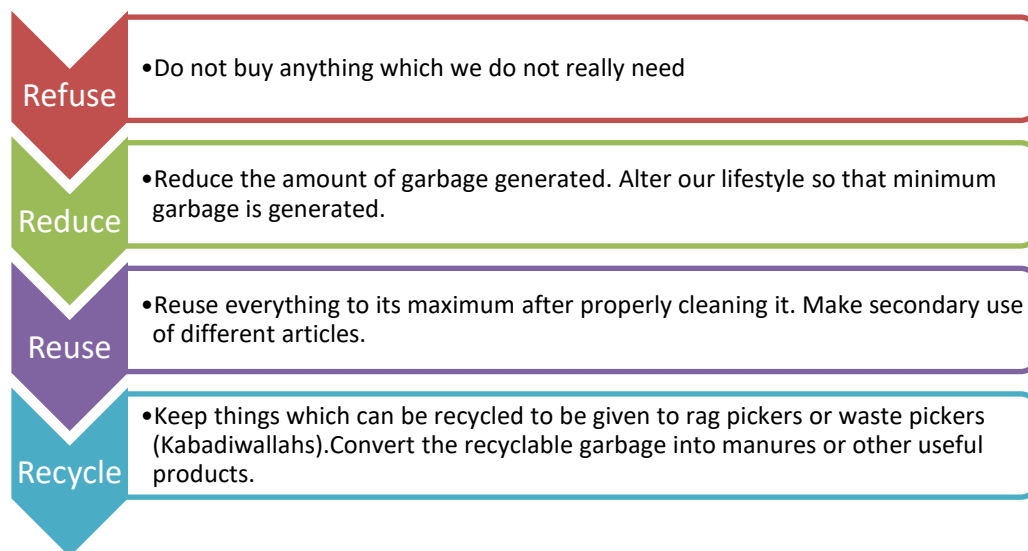 Refuse
•Do not buy anything which we do not really need
Reduce
•Reduce the amount of garbage generated. Alter our lifestyle so that minimum
garbage is generated.
Reuse
•Reuse everything to its maximum after properly cleaning it. Make secondary use
of different articles.
Recycle
•Keep things which can be recycled to be given to rag pickers or waste pickers
(Kabadiwallahs).Convert the recyclable garbage into manures or other useful
products.